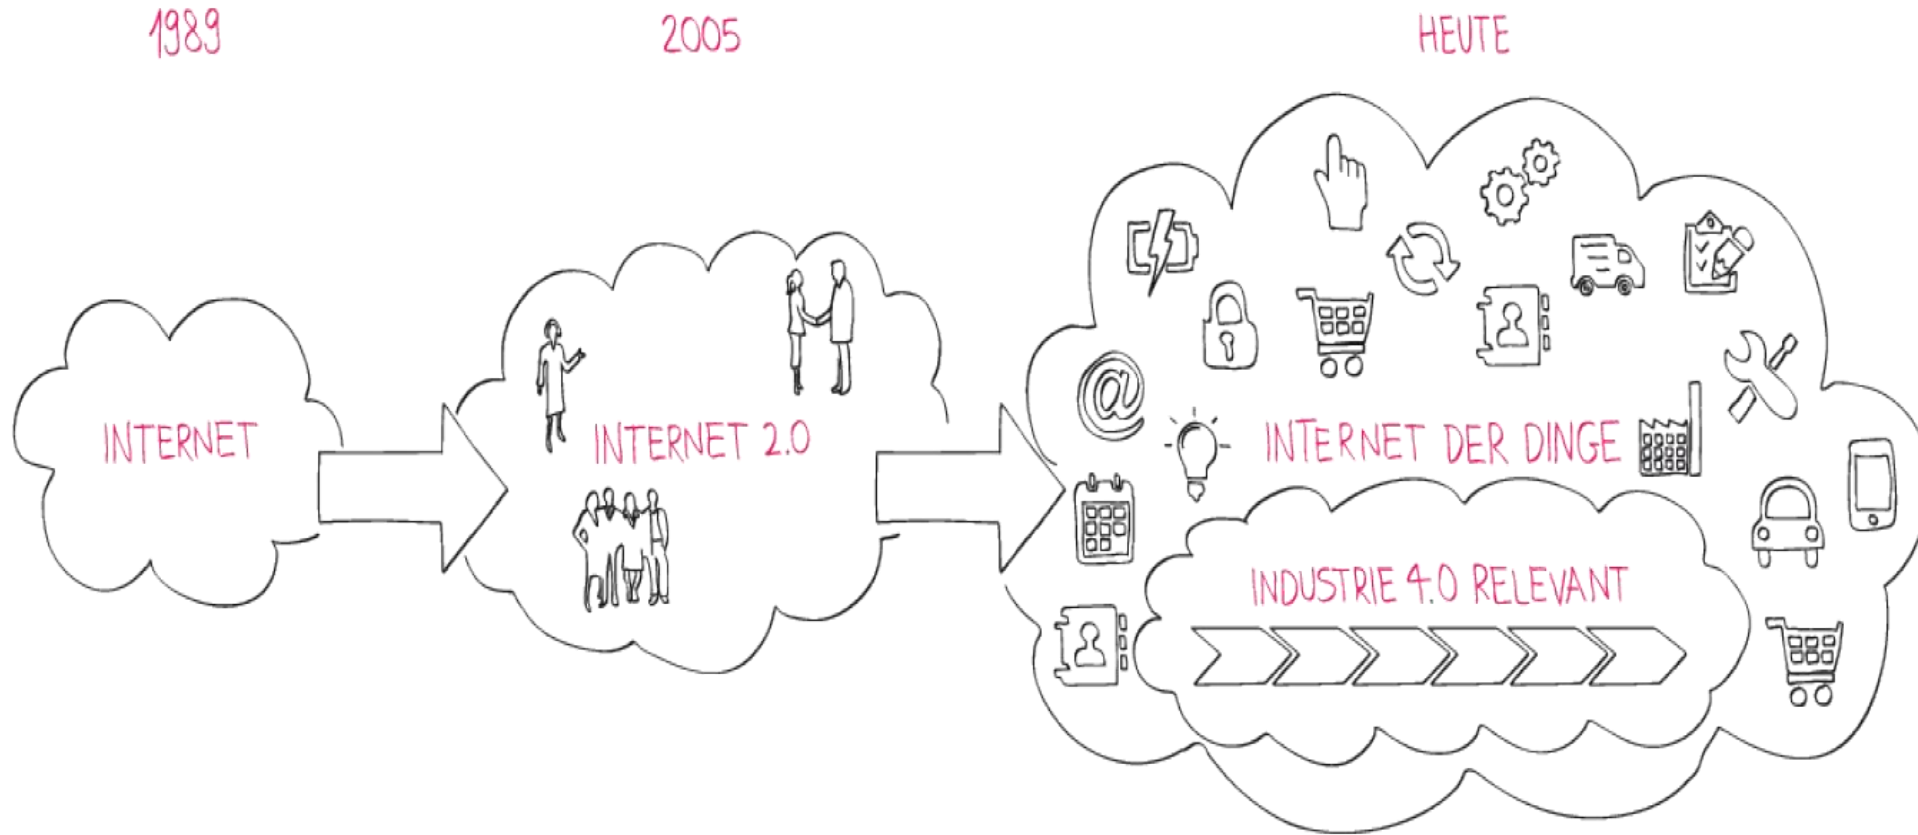 1989
2005
HEUTE
INTERNET
INTERNET 2.0
INTERNET DER DINGE
INDUSTRIE 4.0 RELEVANT
@